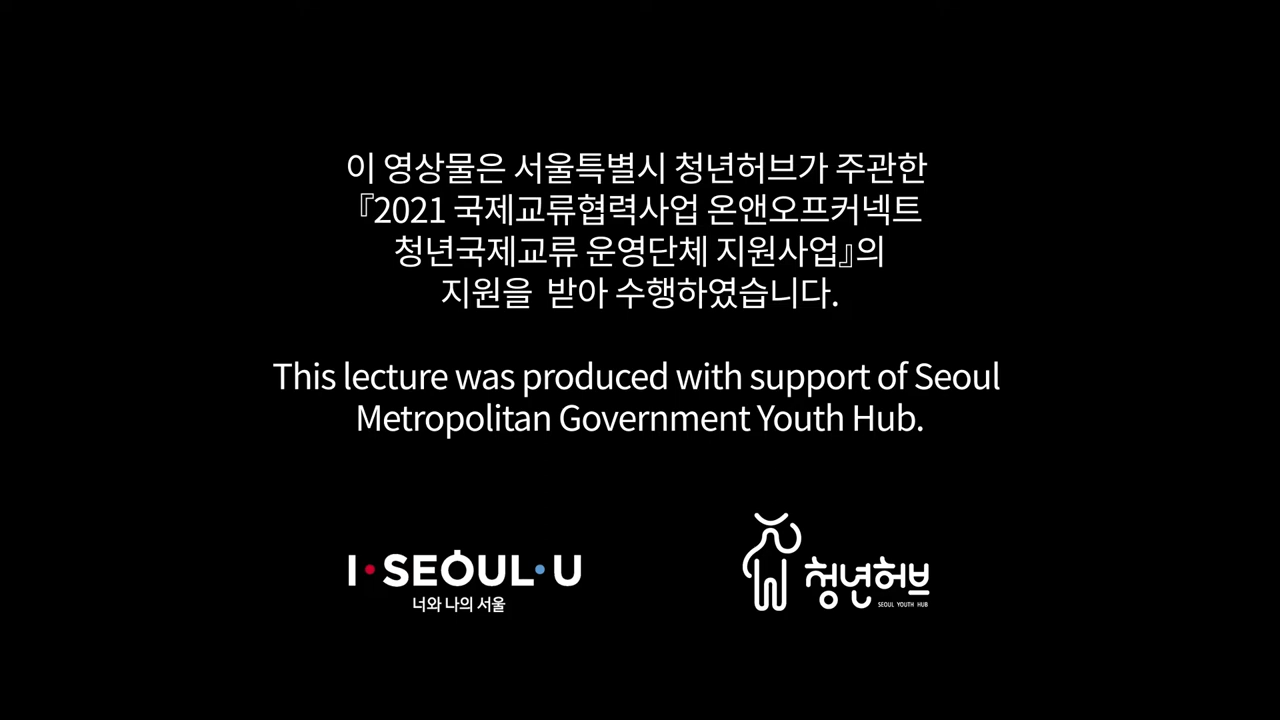 이 영상물은 서울특별시 청년허브가 주관한
『2021 국제교류협력사업 온앤오프커넥트
청년국제교류 운영단체 지원사업』의
지원을 받아 수행하였습니다.
This lecture was produced with support of Seoul
Metropolitan Government Youth Hub.
I·SEOUL·U
너와 나의 서울
청년허브
SEOUL YOUTH HUB